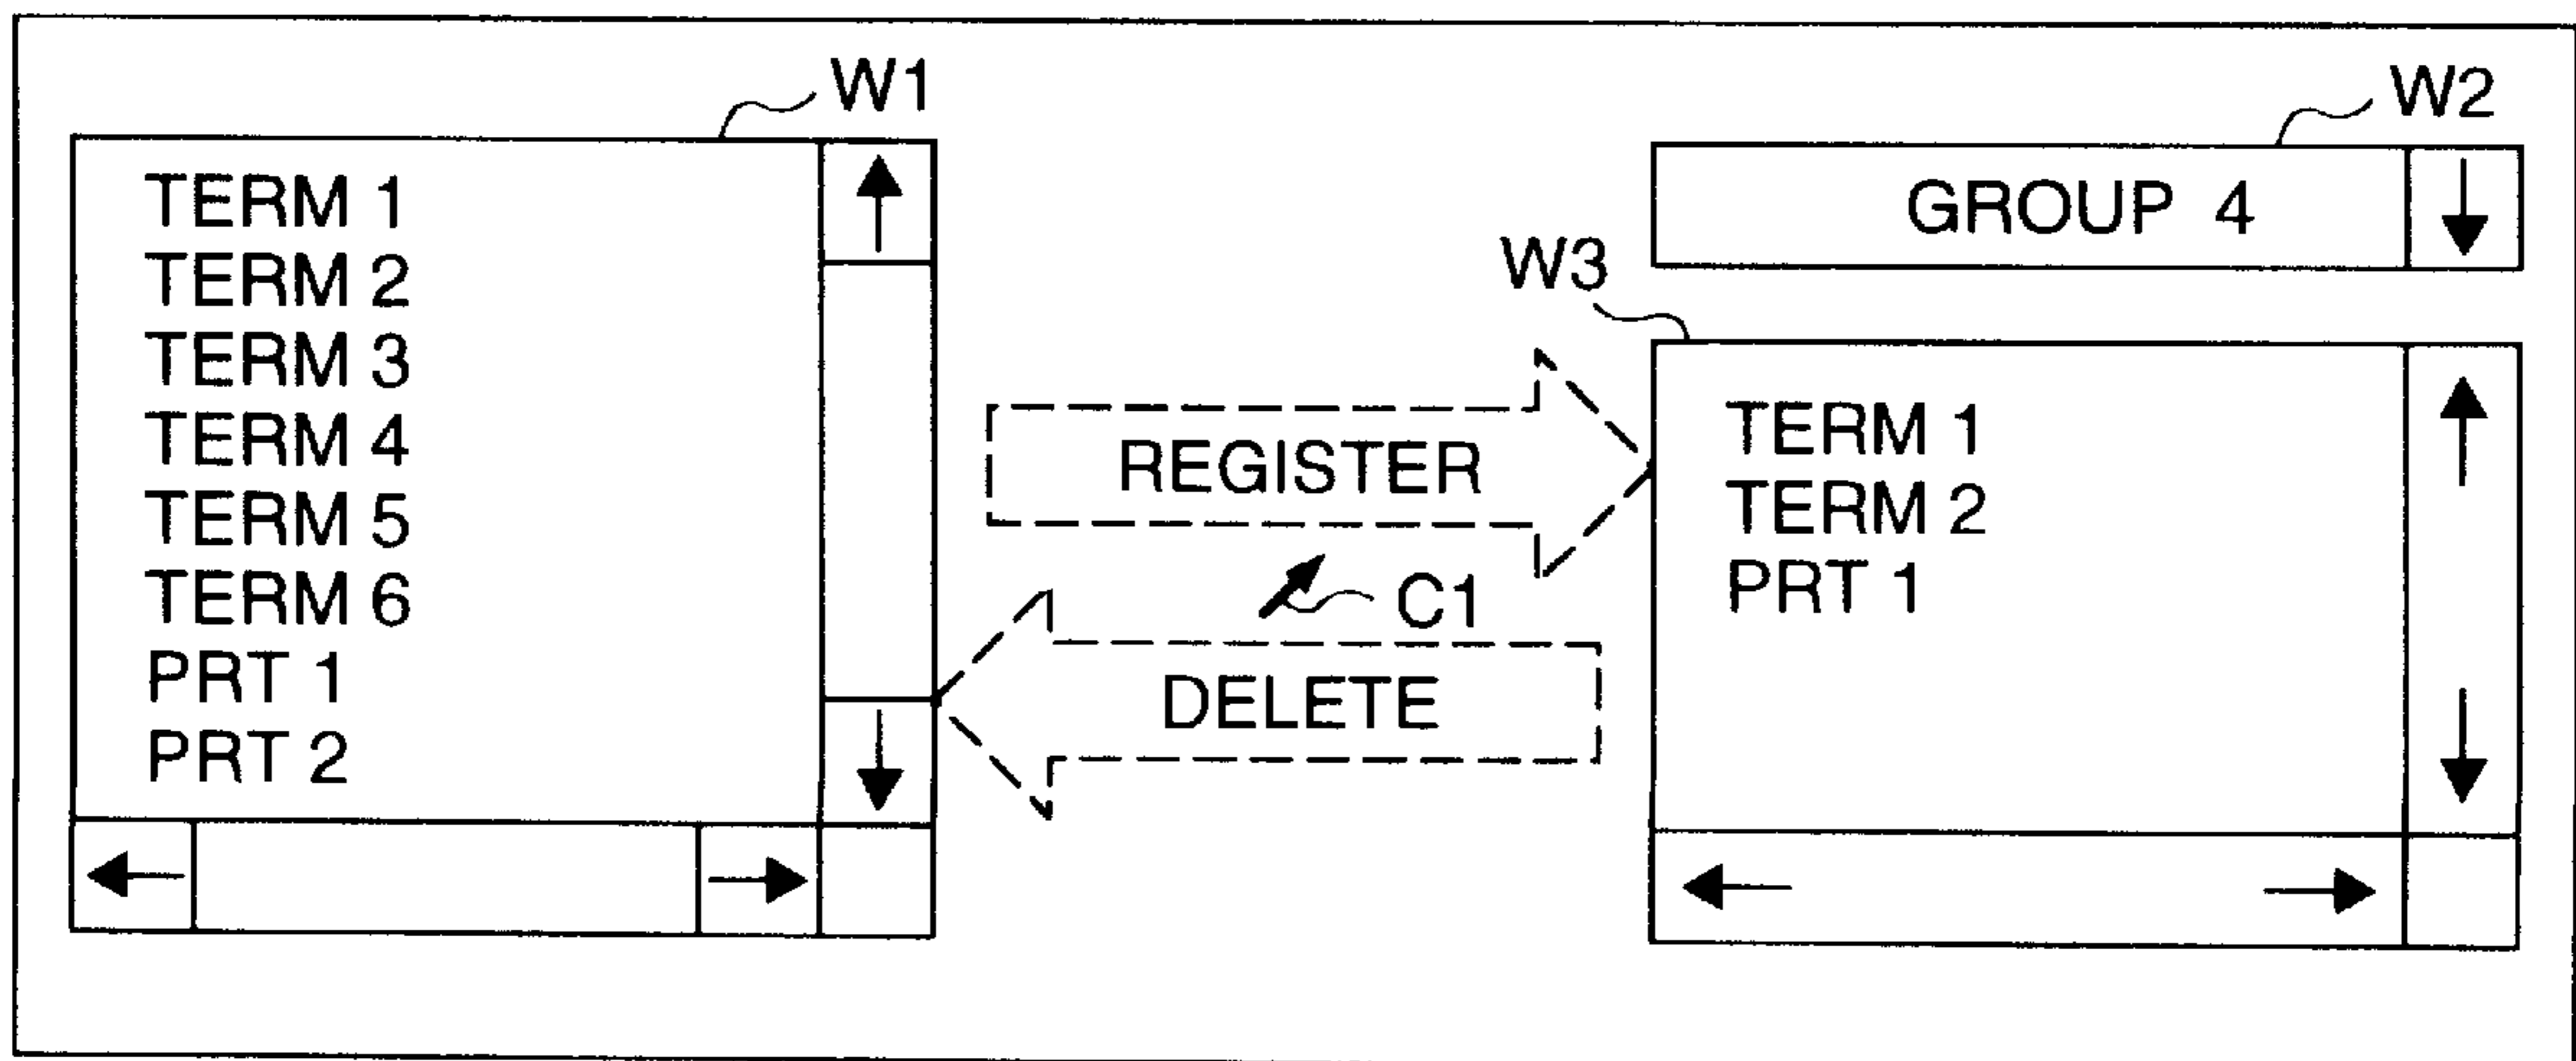 W1
TERM 1
TERM 2
TERM 3
TERM 4
TERM 5
TERM 6
PRT 1
PRT 2
REGISTER
C1
DELETE
W2
GROUP 4
W3
TERM 1
TERM 2
PRT 1